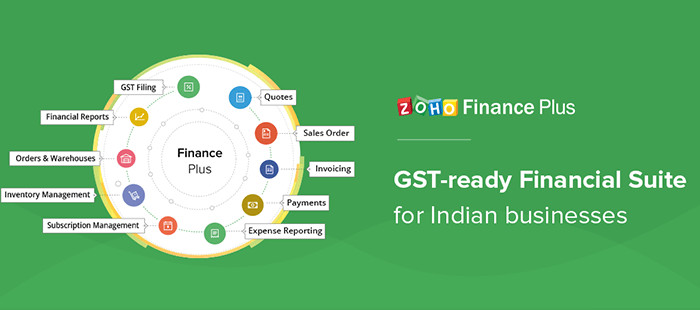 GST Filing
Quotes
Financial Reports
Sales Order
Orders & Warehouses
Invoicing
Inventory Management
Payments
Subscription Management
Expense Reporting
Finance
Plus
ZOHO Finance Plus
GST-ready Financial Suite
for Indian businesses